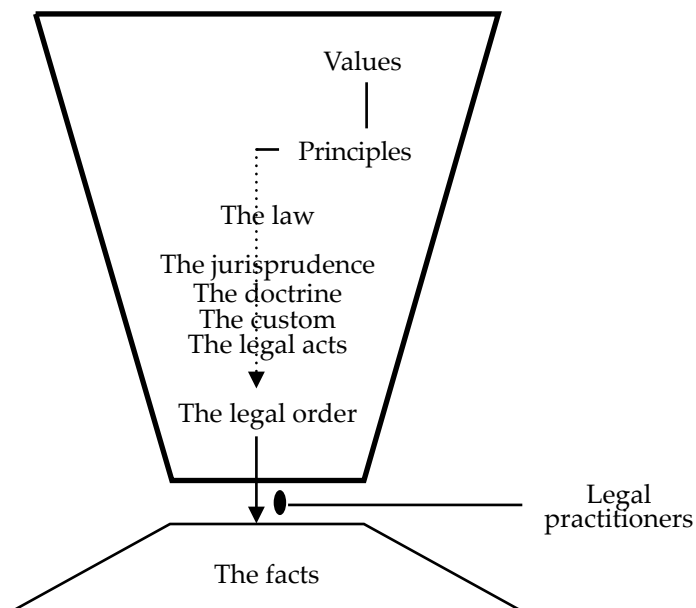 Values
Principles
The law
The jurisprudence
The doctrine
The custom
The legal acts
The legal order
Legal
practitioners
The facts